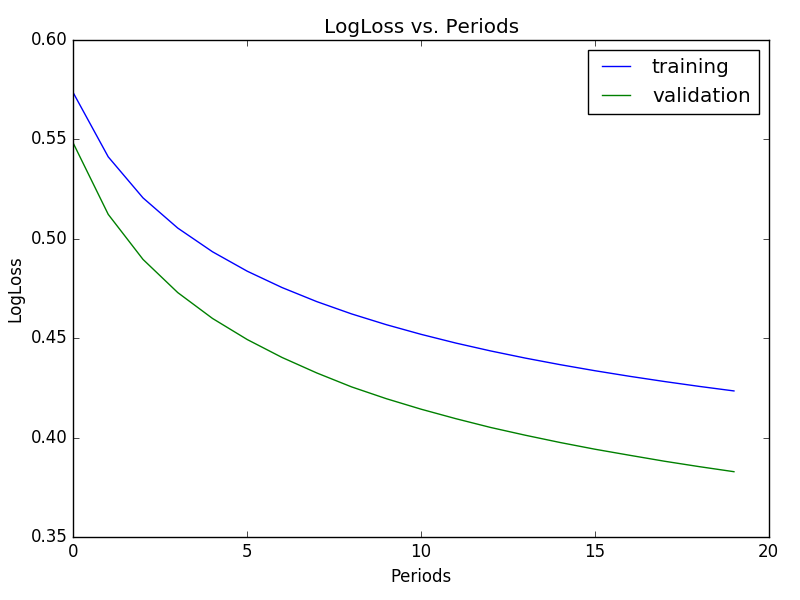 LogLoss vs. Periods
training
validation
0.60
0.55
0.50
0.45
0.40
0.35
LogLoss
0 5 10 15 20
Periods